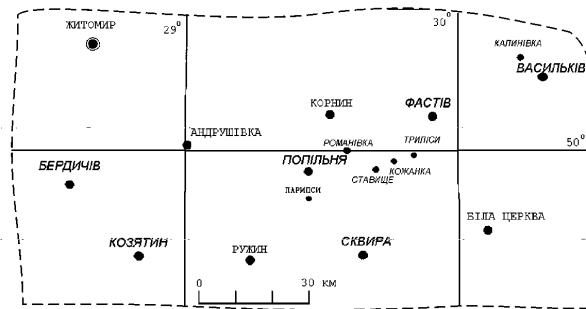 ЖИТОМИР
29°
30°
КАЛИНІВКА
ВАСИЛЬКІВ
КОРНИН
ФАСТІВ
АНДРУШІВКА
РОМАНІВКА
ТРИЛІСИ
50°
БЕРДИЧІВ
ПОПІЛЬНЯ
СТАВИЩЕ
КОЖАНКА
ПАРИПСИ
БІЛА ЦЕРКВА
КОЗЯТИН
РУЖИН
СКВИРА
0 30
КМ